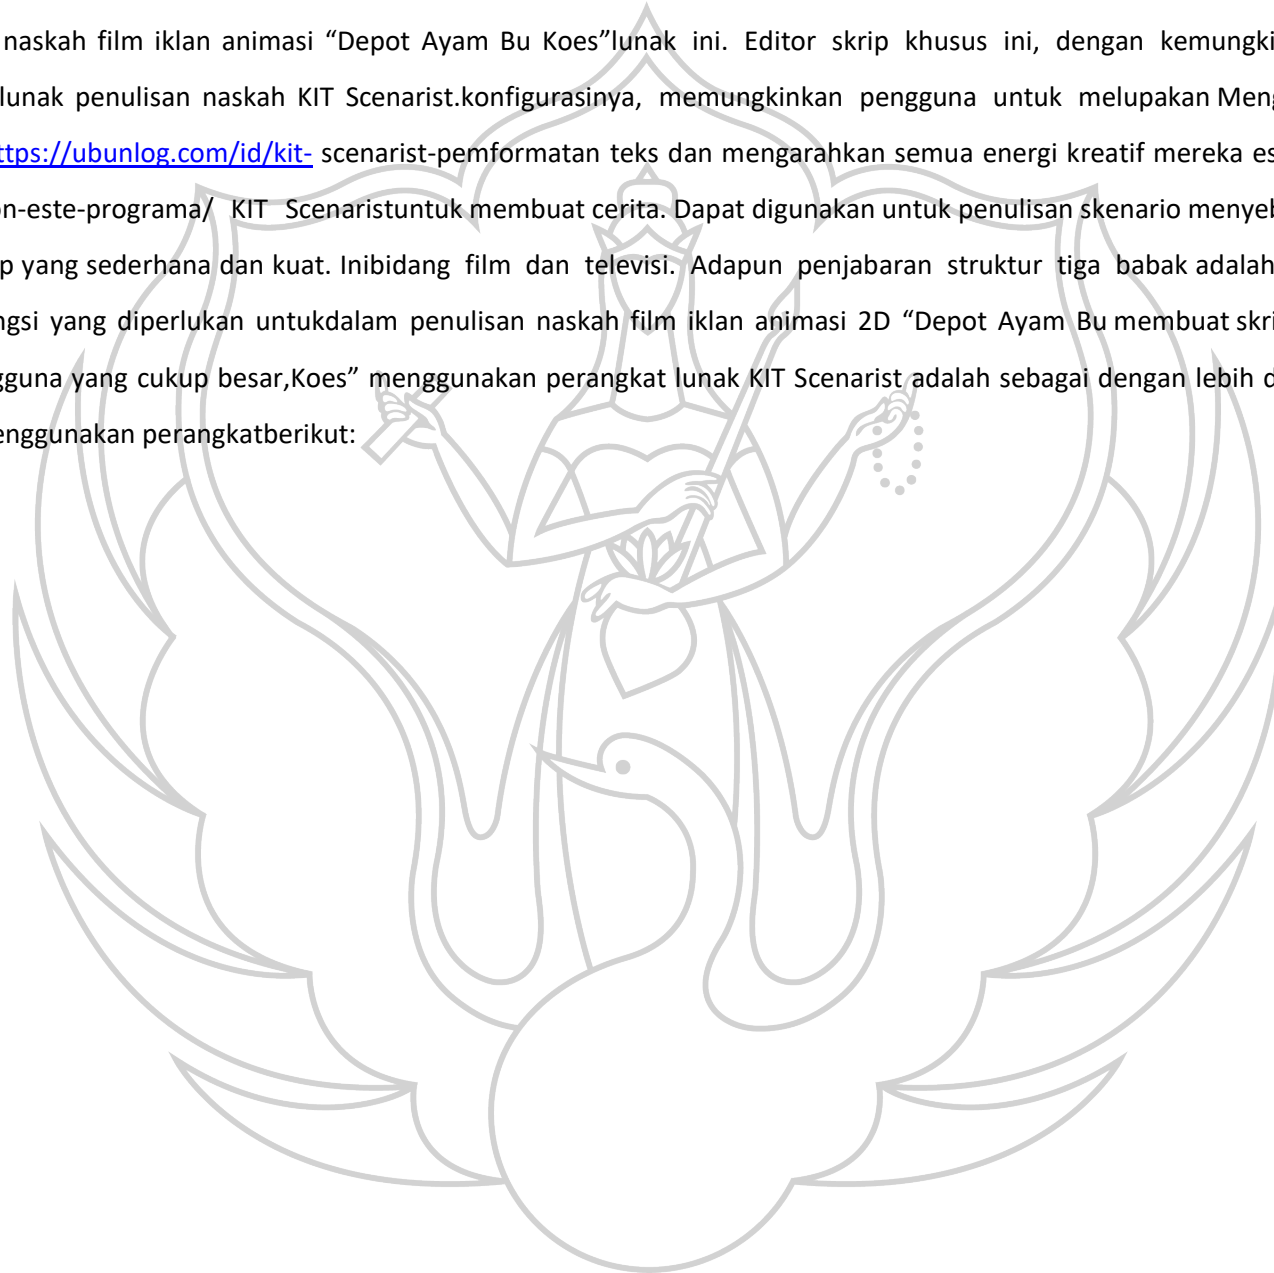 naskah film iklan animasi “Depot Ayam Bu Koes”lunak ini. Editor skrip khusus ini, dengan kemungki
lunak penulisan naskah KIT Scenarist.konfigurasinya, memungkinkan pengguna untuk melupakan Meng
ttps://ubunlog.com/id/kit- scenarist-pemformatan teks dan mengarahkan semua energi kreatif mereka es
on-este-programa/ KIT Scenaristuntuk membuat cerita. Dapat digunakan untuk penulisan skenario menyeb
p yang sederhana dan kuat. Inibidang film dan televisi. Adapun penjabaran struktur tiga babak adalah
ngsi yang diperlukan untukdalam penulisan naskah film iklan animasi 2D “Depot Ayam Bu membuat skri
gguna yang cukup besar,Koes” menggunakan perangkat lunak KIT Scenarist adalah sebagai dengan lebih d
enggunakan perangkatberikut: